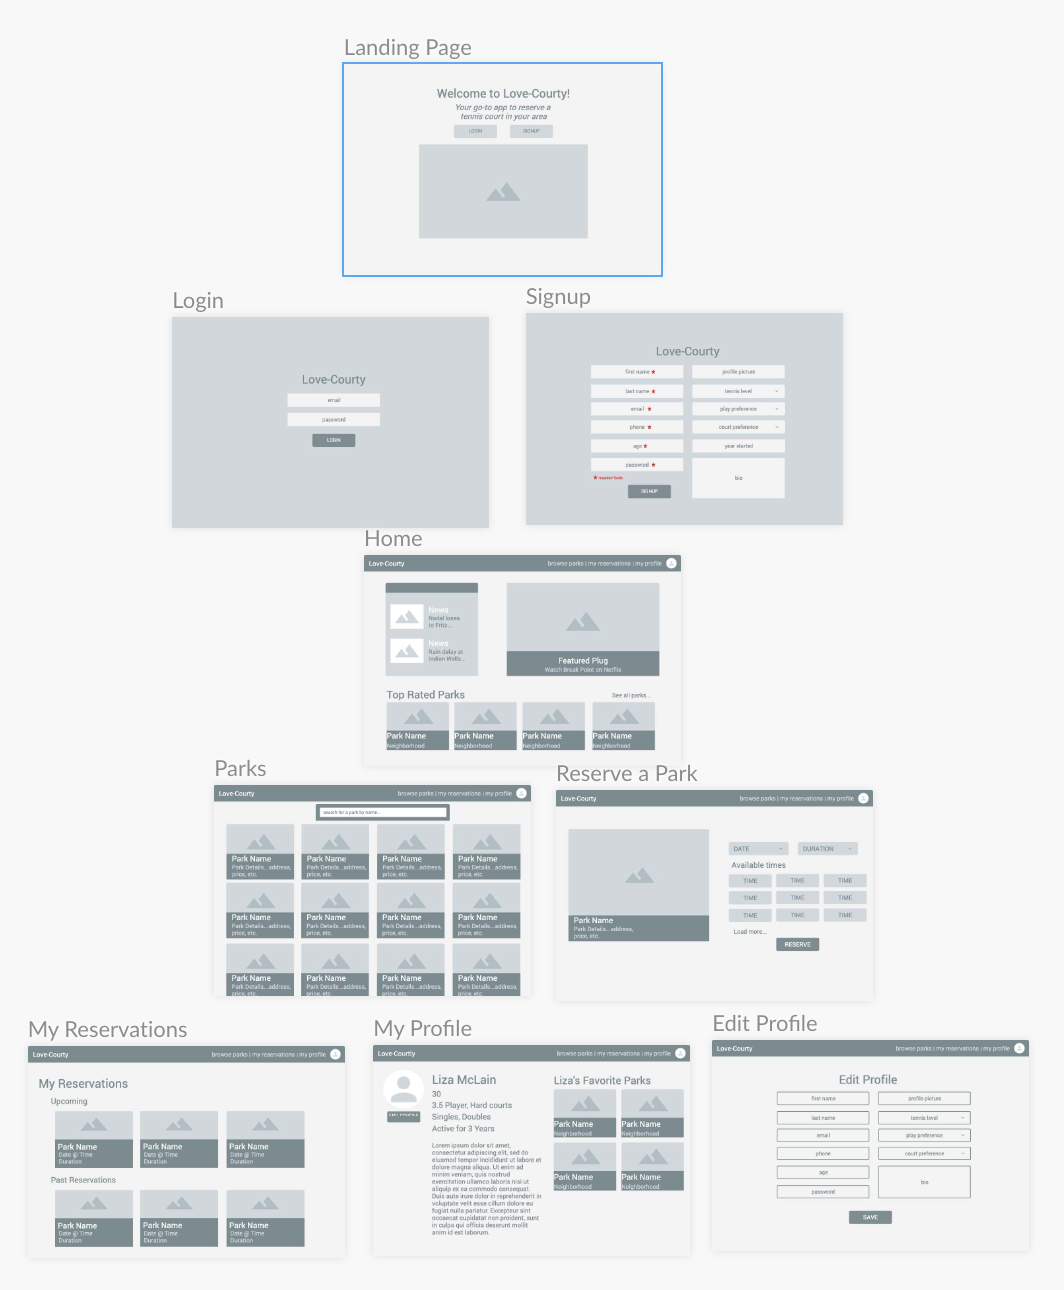 Landing Page
Welcome to Love-Courty!
Your go-to app to reserve a
tennis court in your area
LOGIN
SIGNUP
Login
Love-Courty
email
password
LOGIN
Signup
Love-Courty
first name ★
profile picture
last name ★
tennis level
email ★
play preference
phone ★
court preference
age ★
year started
password ★
bio
★ required fields
SIGNUP
Home
Love-Courty
browse parks | my reservations | my profile
News
Nadal loses
to Fritz...
News
Rain delay at
Indian Wells...
Featured Plug
Watch Break Point on Netflix
Top Rated Parks
See all parks...
Park Name
Neighborhood
Park Name
Neighborhood
Park Name
Neighborhood
Park Name
Neighborhood
Parks
Love-Courty
browse parks | my reservations | my profile
search for a park by name...
Park Name
Park Details...address,
price, etc.
Park Name
Park Details...address,
price, etc.
Park Name
Park Details...address,
price, etc.
Park Name
Park Details...address,
price, etc.
Park Name
Park Details...address,
price, etc.
Park Name
Park Details...address,
price, etc.
Park Name
Park Details...address,
price, etc.
Park Name
Park Details...address,
price, etc.
Park Name
Park Details...address,
price, etc.
Park Name
Park Details...address,
price, etc.
Park Name
Park Details...address,
price, etc.
Park Name
Park Details...address,
price, etc.
Reserve a Park
Love-Courty
browse parks | my reservations | my profile
Park Name
Park Details...address,
price, etc.
DATE
DURATION
Available times
TIME
TIME
TIME
TIME
TIME
TIME
TIME
TIME
TIME
Load more...
RESERVE
My Reservations
Love-Courty
browse parks | my reservations | my profile
My Reservations
Upcoming
Park Name
Date @ Time
Duration
Park Name
Date @ Time
Duration
Park Name
Date @ Time
Duration
Past Reservations
Park Name
Date @ Time
Duration
Park Name
Date @ Time
Duration
Park Name
Date @ Time
Duration
My Profile
Love-Courtly
browse parks | my reservations | my profile
EDIT PROFILE
Liza McLain
30
3.5 Player, Hard courts
Singles, Doubles
Active for 3 Years
Lorem ipsum dolor sit amet,
consectetur adipiscing elit, sed do
eiusmod tempor incididunt ut labore et
dolore magna aliqua. Ut enim ad
minim veniam, quis nostrud
exercitation ullamco laboris nisi ut
aliquip ex ea commodo consequat.
Duis aute irure dolor in reprehenderit in
voluptate velit esse cillum dolore eu
fugiat nulla pariatur. Excepteur sint
occaecat cupidatat non proident, sunt
in culpa qui officia deserunt mollit
anim id est laborum.
Liza's Favorite Parks
Park Name
Neighborhood
Park Name
Neighborhood
Park Name
Neighborhood
Park Name
Neighborhood
Edit Profile
Love-Courty
browse parks | my reservations | my profile
Edit Profile
first name
profile picture
last name
tennis level
email
play preference
phone
court preference
age
bio
password
SAVE